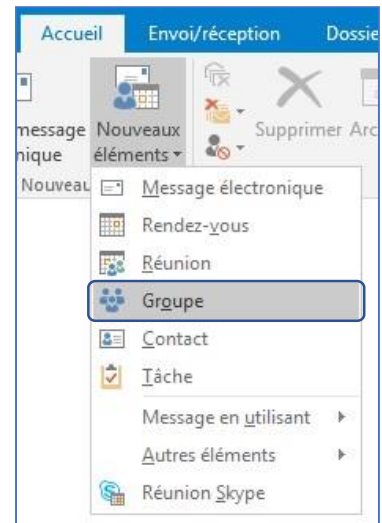 Accueil Envoi/réception Dossie
message Nouveaux Supprimer Arc
nique éléments
Nouveau
Message électronique
Rendez-vous
Réunion
Groupe
Contact
Tâche
Message en utilisant
Autres éléments
Réunion Skype